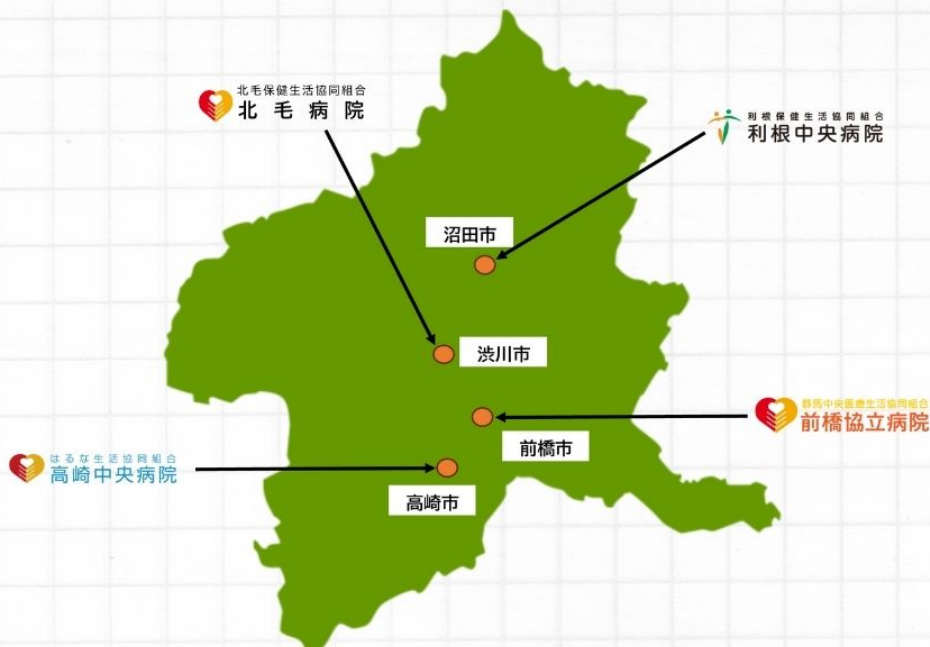 北毛保健生活協同組合
北毛病院
利根保健生活協同組合
利根中央病院
沼田市
渋川市
群馬中央医療生活協同組合
前橋協立病院
前橋市
はるな生活協同組合
高崎中央病院
高崎市